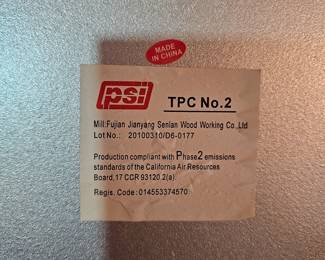 MADE
IN CHINA
psi
TPC No.2
Mill:Fujian Jianyang Senlan Wood Working Co.,Ltd
Lot No.: 20100310/D6-0177
Production compliant with Phase2 emissions
standards of the California Air Resources
Board,17 CCR 93120.2(a)
Regis. Code:014553374570